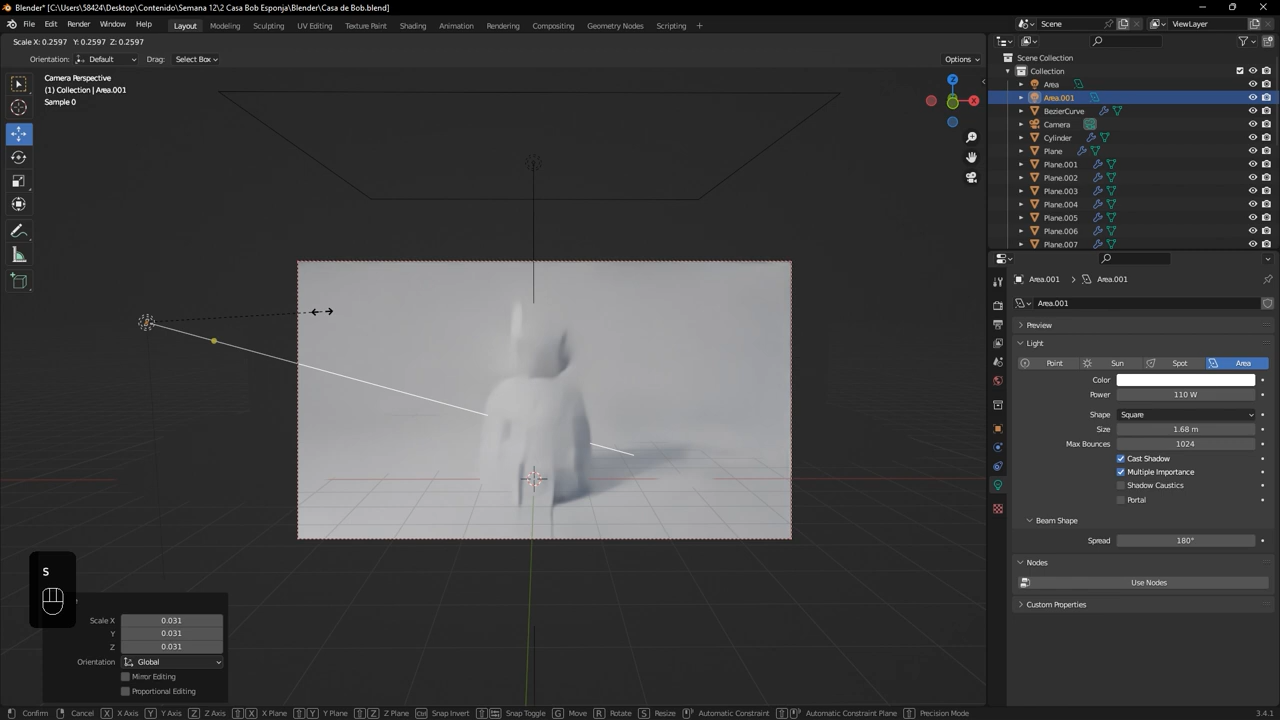 Blender* [C:\Users\58424\Desktop\Contenido\Semana 12\2 Casa Bob Esponja\Blender\Casa de Bob.blend]
File Edit Render Window Help
Layout Modeling Sculpting UV Editing Texture Paint Shading Animation Rendering Compositing Geometry Nodes Scripting +
Scene
ViewLayer
Scale X: 0.2597 Y: 0.2597 Z: 0.2597
Orientation: Default Drag: Select Box
Options
Camera Perspective
(1) Collection | Area.001
Sample 0
Z
X
Scene Collection
Collection
Area
Area.001
BezierCurve
Camera
Cylinder
Plane
Plane.001
Plane.002
Plane.003
Plane.004
Plane.005
Plane.006
Plane.007
Area.001 > Area.001
Area.001
Preview
Light
Point Sun Spot Area
Color
Power 110 W
Shape Square
Size 1.68 m
Max Bounces 1024
Cast Shadow
Multiple Importance
Shadow Caustics
Portal
Beam Shape
Spread 180°
Nodes
Use Nodes
Custom Properties
S
Scale X 0.031
Y 0.031
Z 0.031
Orientation Global
Mirror Editing
Proportional Editing
Confirm Cancel X X Axis Y Y Axis Z Z Axis X X Plane Y Y Plane Z Z Plane Ctrl Snap Invert Snap Toggle G Move R Rotate S Resize Automatic Constraint Automatic Constraint Plane Precision Mode
3.4.1